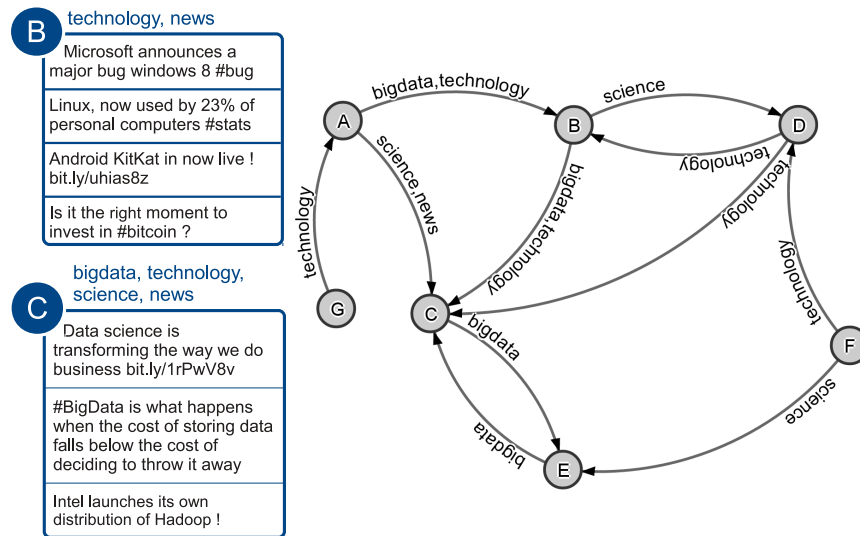 B
technology, news
Microsoft announces a
major bug windows 8 #bug
Linux, now used by 23% of
personal computers #stats
Android KitKat in now live !
bit.ly/uhias8z
Is it the right moment to
invest in #bitcoin ?
bigdata, technology,
science, news
C
Data science is
transforming the way we do
business bit.ly/1rPwV8v
#BigData is what happens
when the cost of storing data
falls below the cost of
deciding to throw it away
Intel launches its own
distribution of Hadoop !
A
bigdata,technology
B
science
D
technology
science,news
bigdata,technology
technology
technology
G
C
bigdata
technology
F
bigdata
E
science